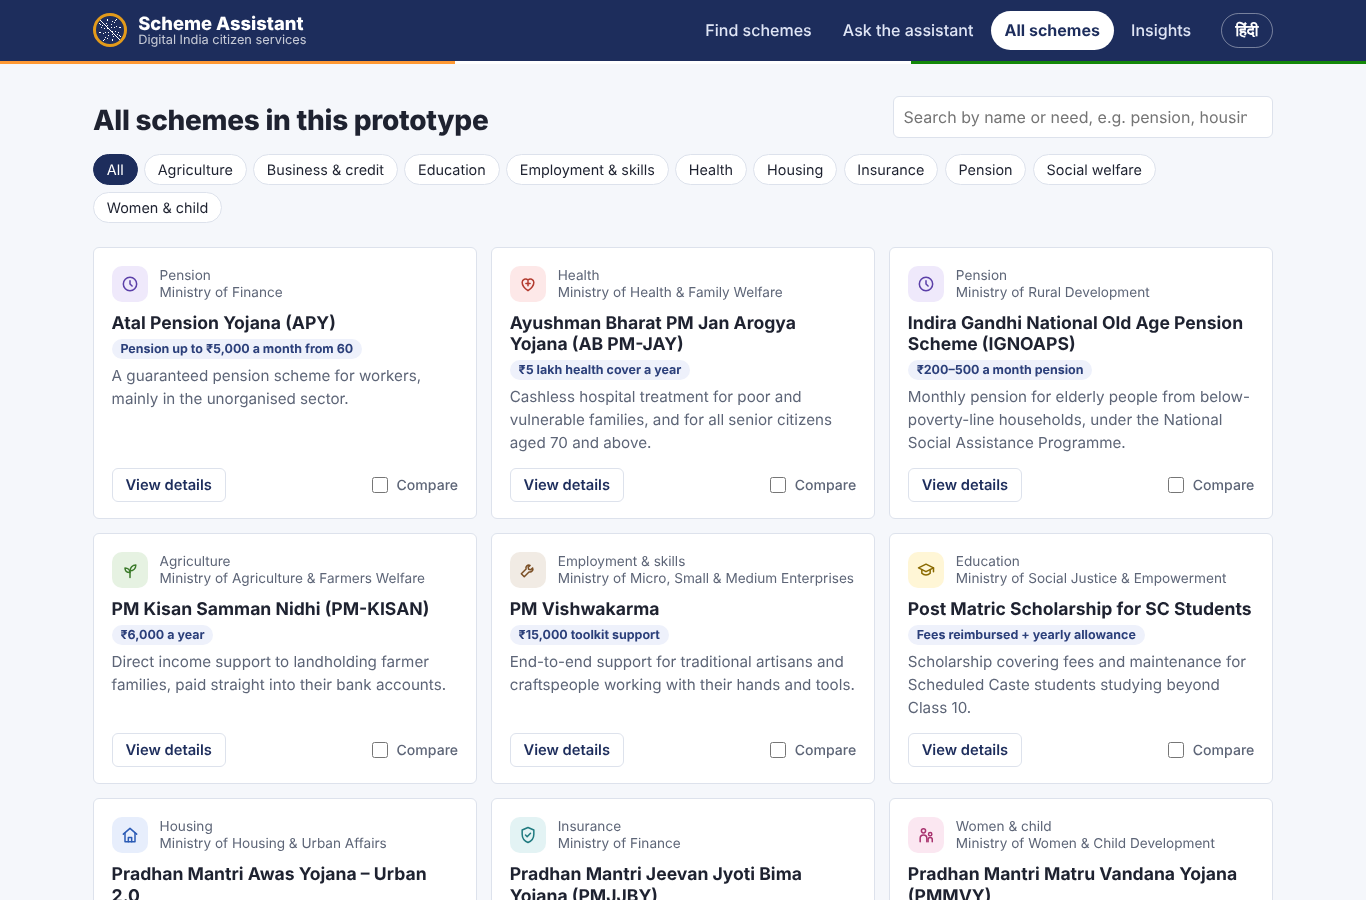 Scheme Assistant
Digital India citizen services
Find schemes
Ask the assistant
All schemes
Insights
हिंदी
All schemes in this prototype
Search by name or need, e.g. pension, housin
All
Agriculture
Business & credit
Education
Employment & skills
Health
Housing
Insurance
Pension
Social welfare
Women & child
Pension
Ministry of Finance
Atal Pension Yojana (APY)
Pension up to ₹5,000 a month from 60
A guaranteed pension scheme for workers,
mainly in the unorganised sector.
View details
Compare
Health
Ministry of Health & Family Welfare
Ayushman Bharat PM Jan Arogya
Yojana (AB PM-JAY)
₹5 lakh health cover a year
Cashless hospital treatment for poor and
vulnerable families, and for all senior citizens
aged 70 and above.
View details
Compare
Pension
Ministry of Rural Development
Indira Gandhi National Old Age Pension
Scheme (IGNOAPS)
₹200–500 a month pension
Monthly pension for elderly people from below-
poverty-line households, under the National
Social Assistance Programme.
View details
Compare
Agriculture
Ministry of Agriculture & Farmers Welfare
PM Kisan Samman Nidhi (PM-KISAN)
₹6,000 a year
Direct income support to landholding farmer
families, paid straight into their bank accounts.
View details
Compare
Employment & skills
Ministry of Micro, Small & Medium Enterprises
PM Vishwakarma
₹15,000 toolkit support
End-to-end support for traditional artisans and
craftspeople working with their hands and tools.
View details
Compare
Education
Ministry of Social Justice & Empowerment
Post Matric Scholarship for SC Students
Fees reimbursed + yearly allowance
Scholarship covering fees and maintenance for
Scheduled Caste students studying beyond
Class 10.
View details
Compare
Housing
Ministry of Housing & Urban Affairs
Pradhan Mantri Awas Yojana – Urban
2.0
Insurance
Ministry of Finance
Pradhan Mantri Jeevan Jyoti Bima
Yojana (PMJJBY)
Women & child
Ministry of Women & Child Development
Pradhan Mantri Matru Vandana Yojana
(PMMVY)